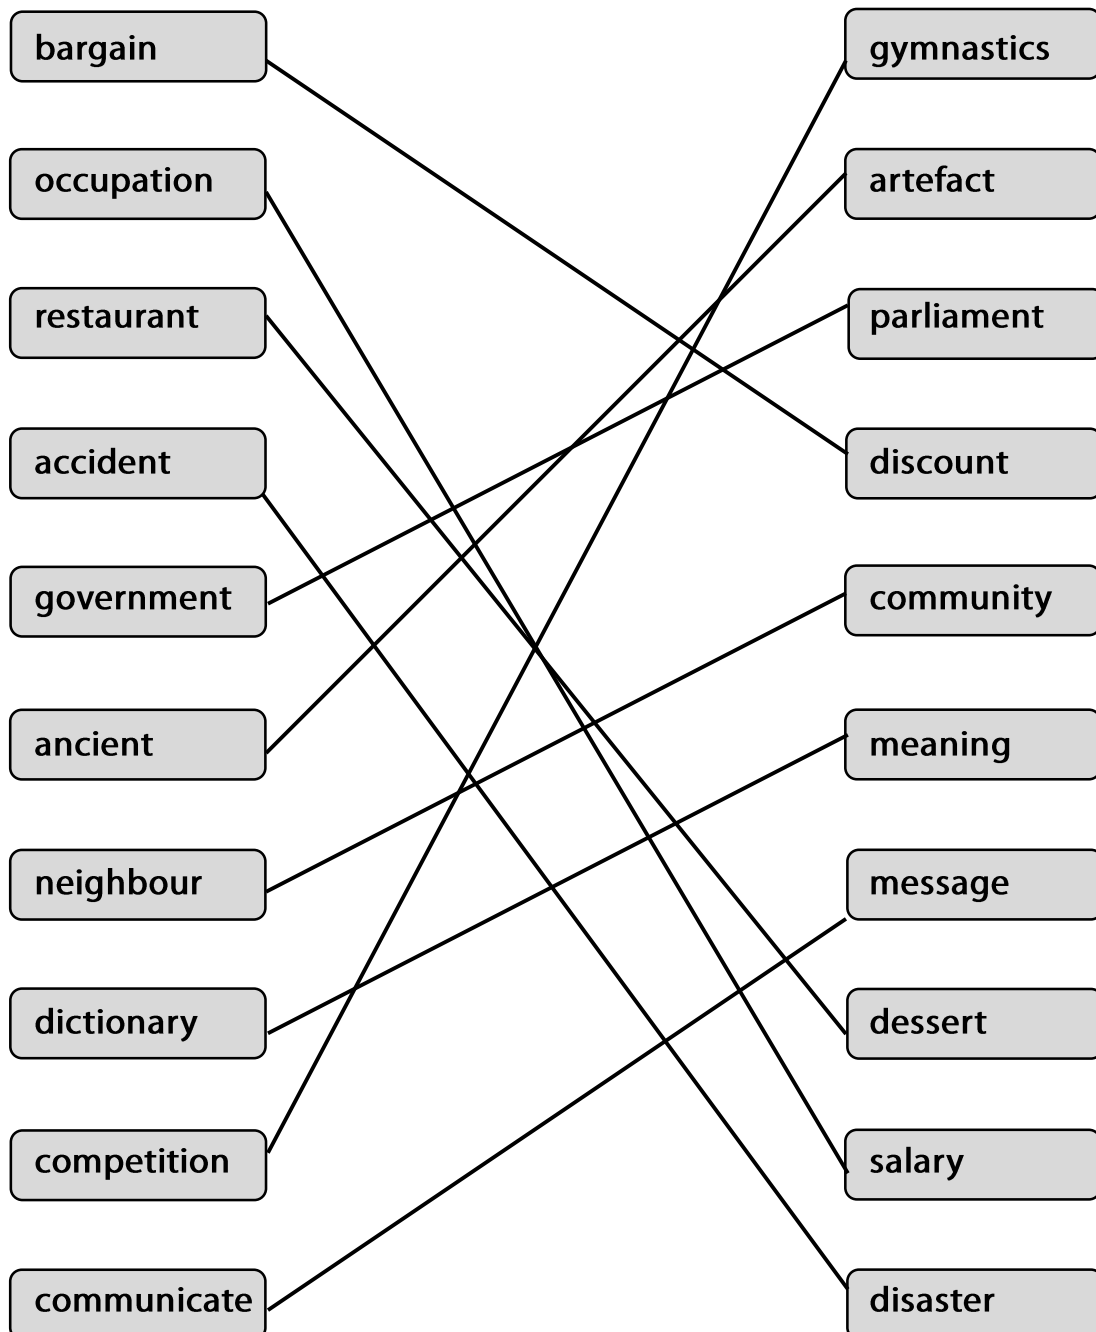 bargain gymnastics
occupation artefact
restaurant parliament
accident discount
government community
ancient meaning
neighbour message
dictionary dessert
competition salary
communicate disaster